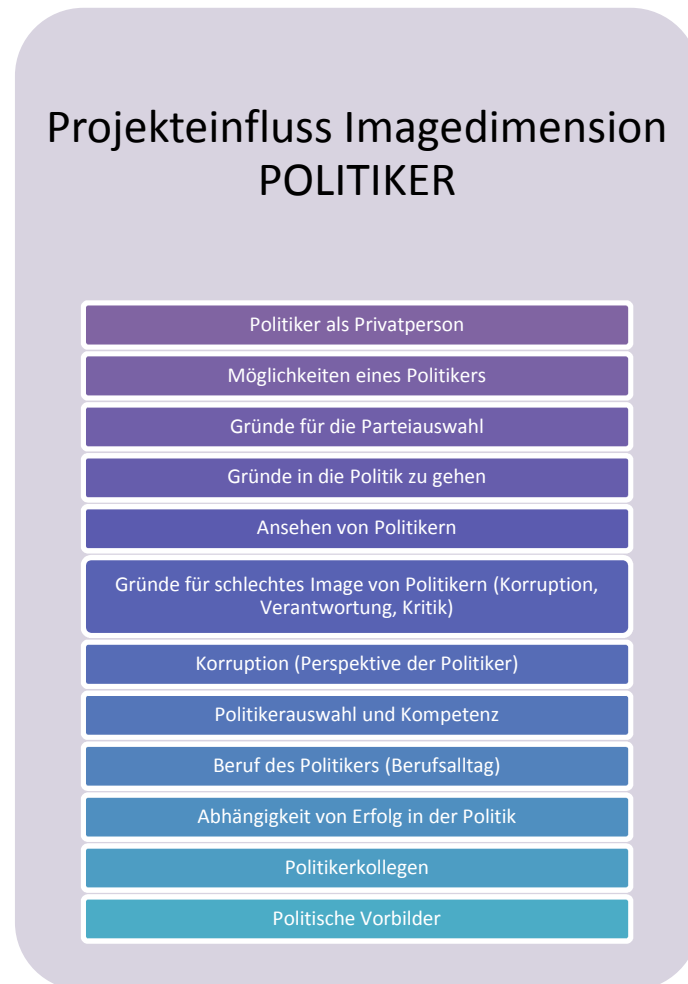 Projekteinfluss Imagedimension
POLITIKER
Politiker als Privatperson
Möglichkeiten eines Politikers
Gründe für die Parteiauswahl
Gründe in die Politik zu gehen
Ansehen von Politikern
Gründe für schlechtes Image von Politikern (Korruption,
Verantwortung, Kritik)
Korruption (Perspektive der Politiker)
Politikerauswahl und Kompetenz
Beruf des Politikers (Berufsalltag)
Abhängigkeit von Erfolg in der Politik
Politikerkollegen
Politische Vorbilder